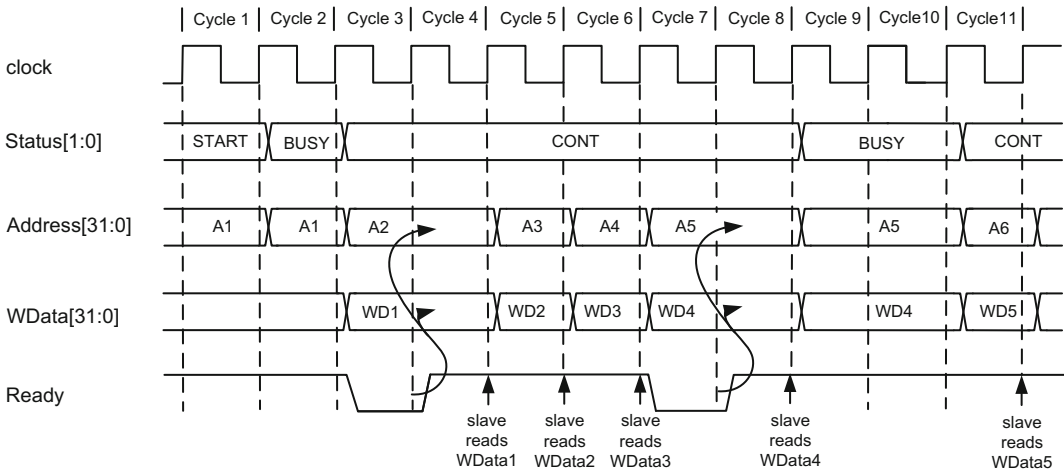 Cycle 1 Cycle 2 Cycle 3 Cycle 4 Cycle 5 Cycle 6 Cycle 7 Cycle 8 Cycle 9 Cycle10 Cycle11
clock
Status[1:0] START BUSY CONT BUSY CONT
Address[31:0] A1 A1 A2 A3 A4 A5 A5 A6
WData[31:0] WD1 WD2 WD3 WD4 WD4 WD5
Ready
slave slave slave slave slave
reads reads reads reads reads
WData1 WData2 WData3 WData4 WData5